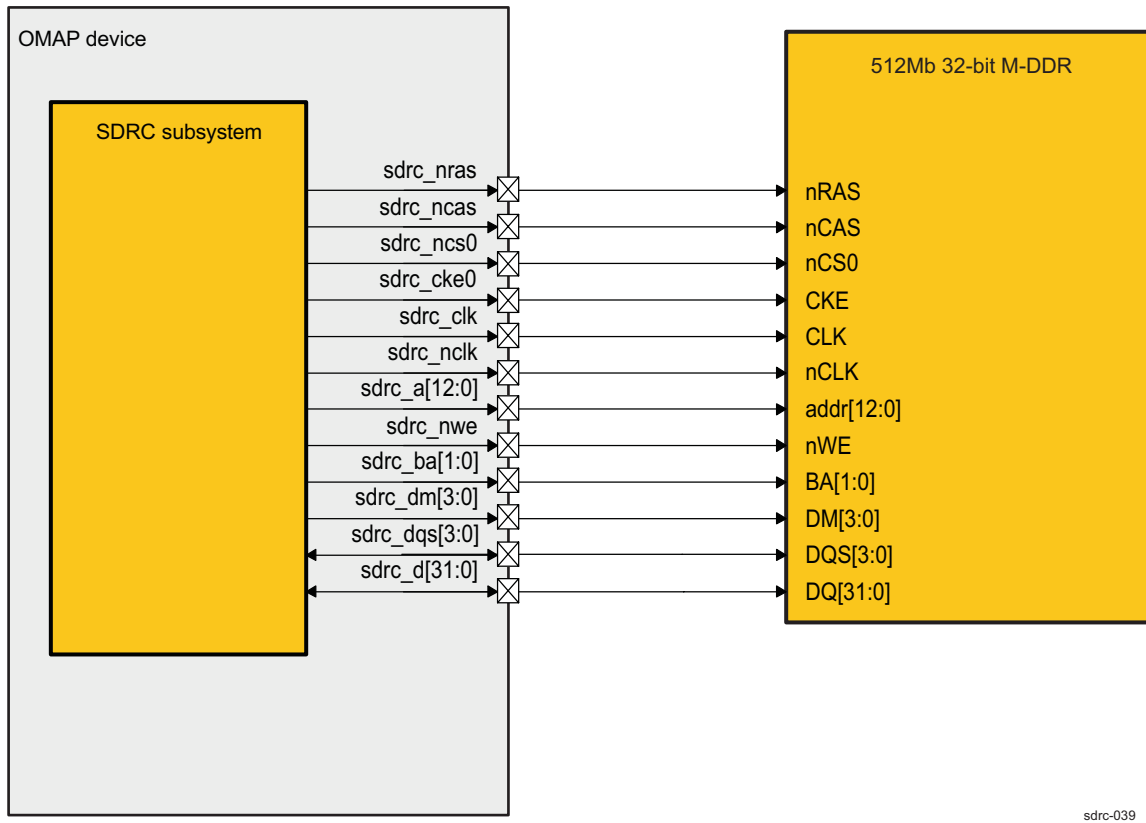 OMAP device
512Mb 32-bit M-DDR
SDRC subsystem
sdrc_nras
nRAS
sdrc_ncas
nCAS
sdrc_ncs0
nCS0
sdrc_cke0
CKE
sdrc_clk
CLK
sdrc_nclk
nCLK
sdrc_a[12:0]
addr[12:0]
sdrc_nwe
nWE
sdrc_ba[1:0]
BA[1:0]
sdrc_dm[3:0]
DM[3:0]
sdrc_dqs[3:0]
DQS[3:0]
sdrc_d[31:0]
DQ[31:0]
sdrc-039